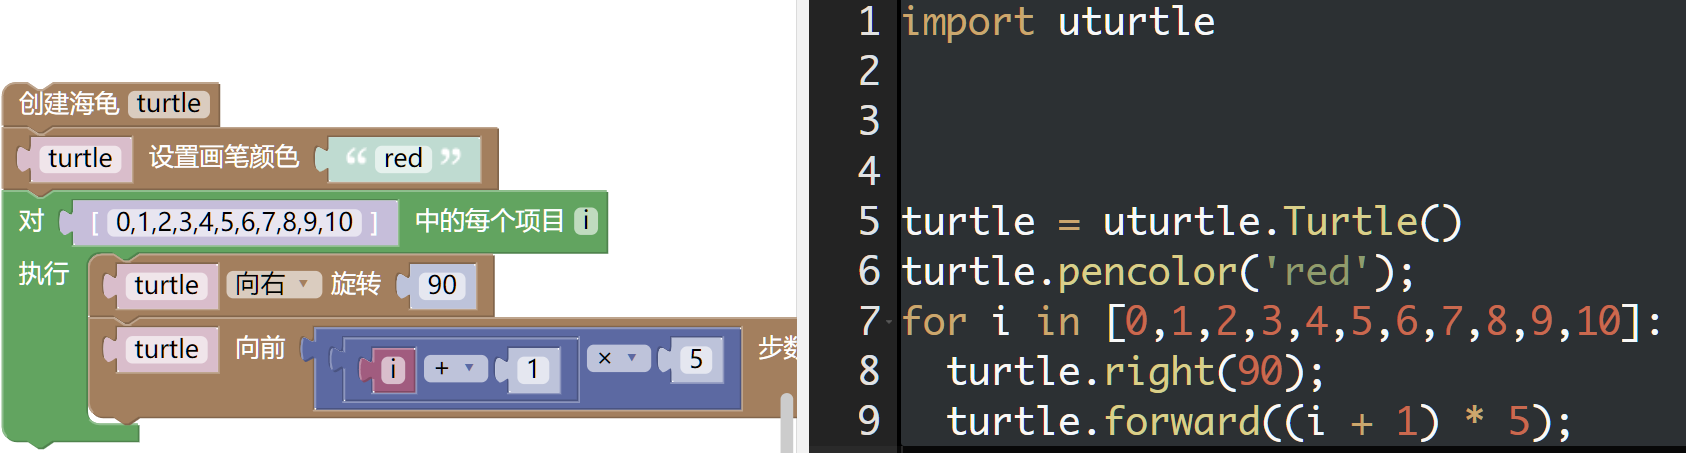 创建海龟 turtle
turtle 设置画笔颜色 “ red ”
对 [ 0,1,2,3,4,5,6,7,8,9,10 ] 中的每个项目 i
执行 turtle 向右 旋转 90
turtle 向前 i + 1 × 5 步数
1 import uturtle
2
3
4
5 turtle = uturtle.Turtle()
6 turtle.pencolor('red');
7 for i in [0,1,2,3,4,5,6,7,8,9,10]:
8 turtle.right(90);
9 turtle.forward((i + 1) * 5);